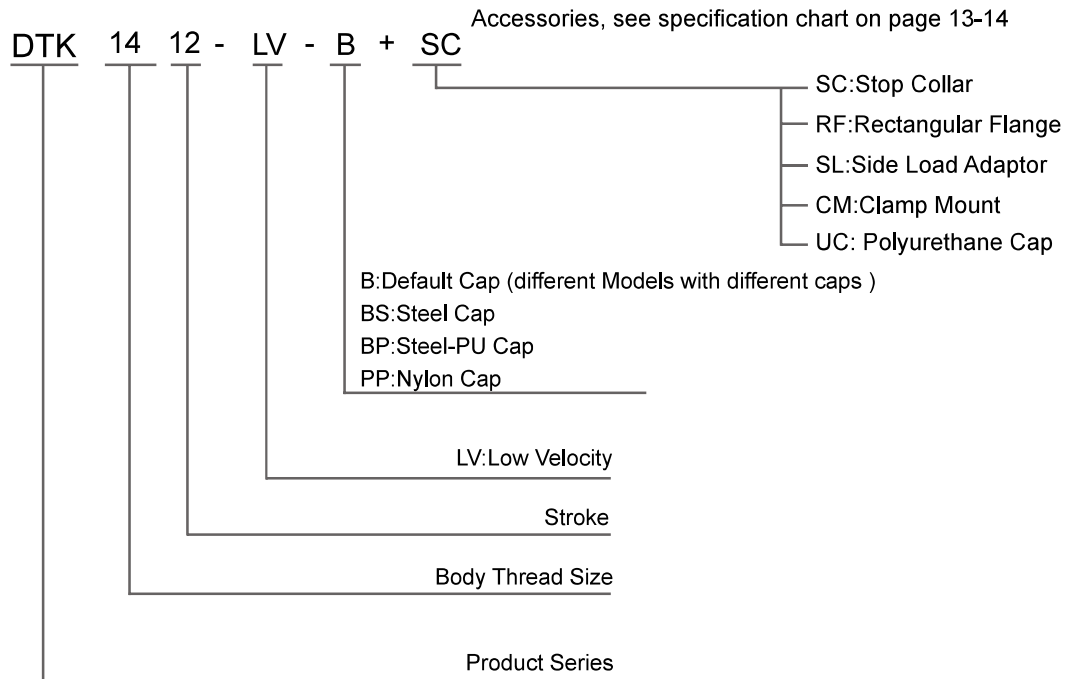 Accessories, see specification chart on page 13-14
DTK 14 12 - LV - B + SC
SC:Stop Collar
RF:Rectangular Flange
SL:Side Load Adaptor
CM:Clamp Mount
UC: Polyurethane Cap
B:Default Cap (different Models with different caps )
BS:Steel Cap
BP:Steel-PU Cap
PP:Nylon Cap
LV:Low Velocity
Stroke
Body Thread Size
Product Series